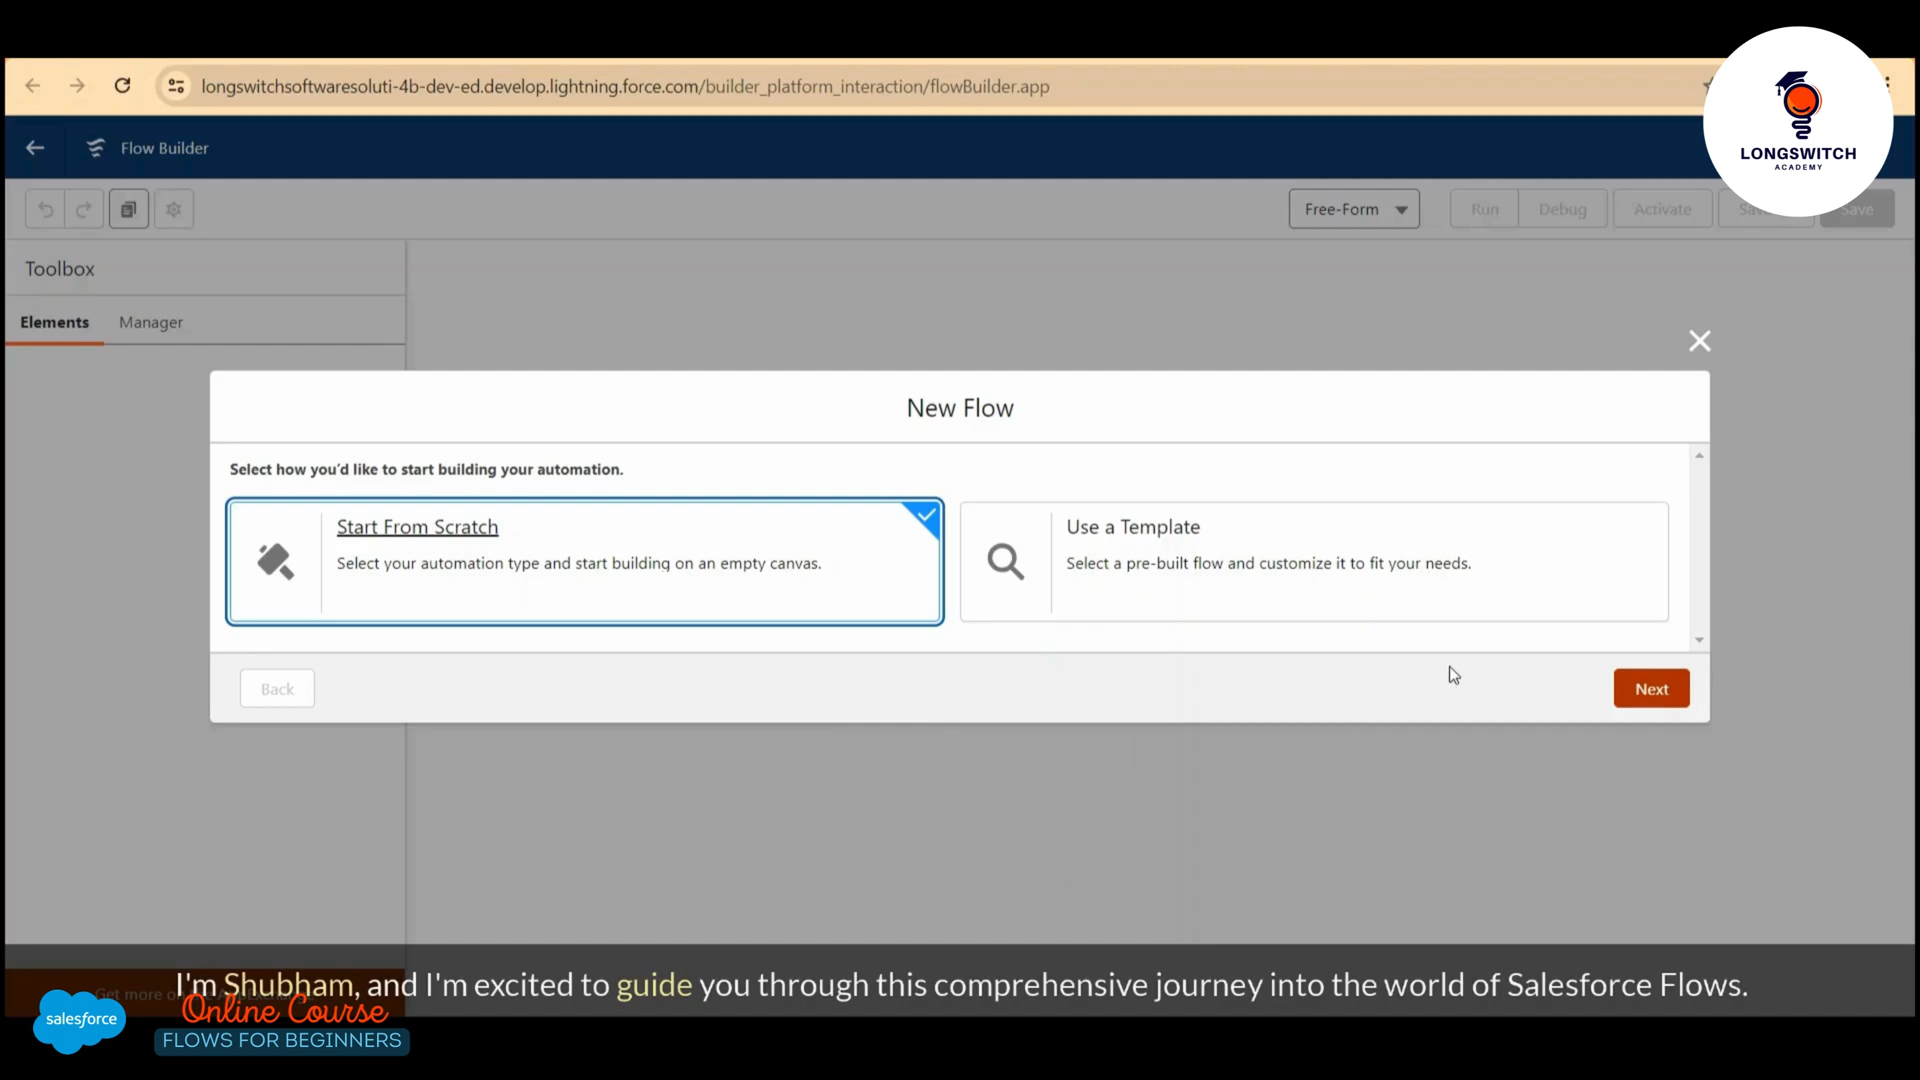 longswitchsoftwaresoluti-4b-dev-ed.develop.lightning.force.com/builder_platform_interaction/flowBuilder.app
LONGSWITCH
ACADEMY
Flow Builder
Free-Form
Run
Debug
Activate
Save
Toolbox
Elements
Manager
New Flow
Select how you'd like to start building your automation.
Start From Scratch
Select your automation type and start building on an empty canvas.
Use a Template
Select a pre-built flow and customize it to fit your needs.
Back
Next
I'm Shubham, and I'm excited to guide you through this comprehensive journey into the world of Salesforce Flows.
Get more on
salesforce
Online Course
FLOWS FOR BEGINNERS